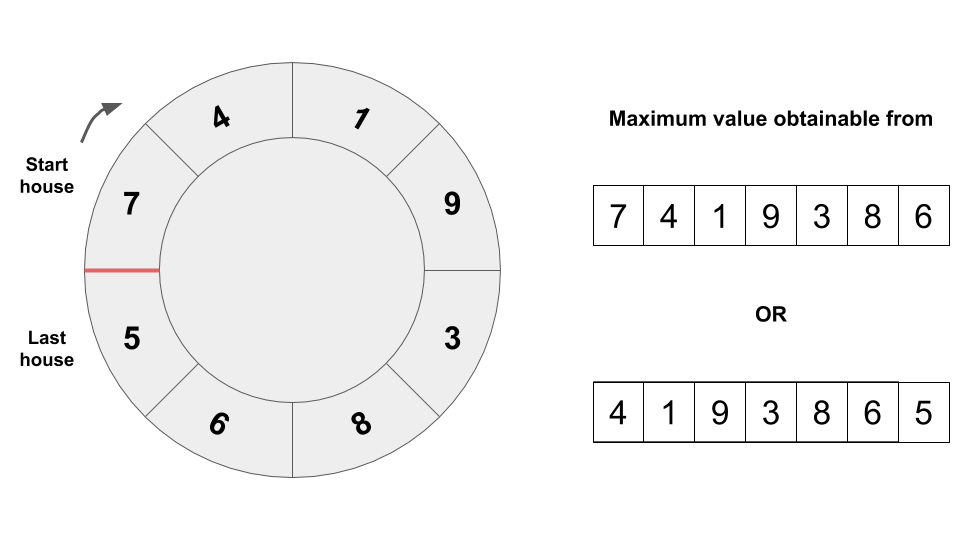 Start
house
7
4
1
9
3
8
6
5
Last
house
Maximum value obtainable from
7 4 1 9 3 8 6
OR
4 1 9 3 8 6 5